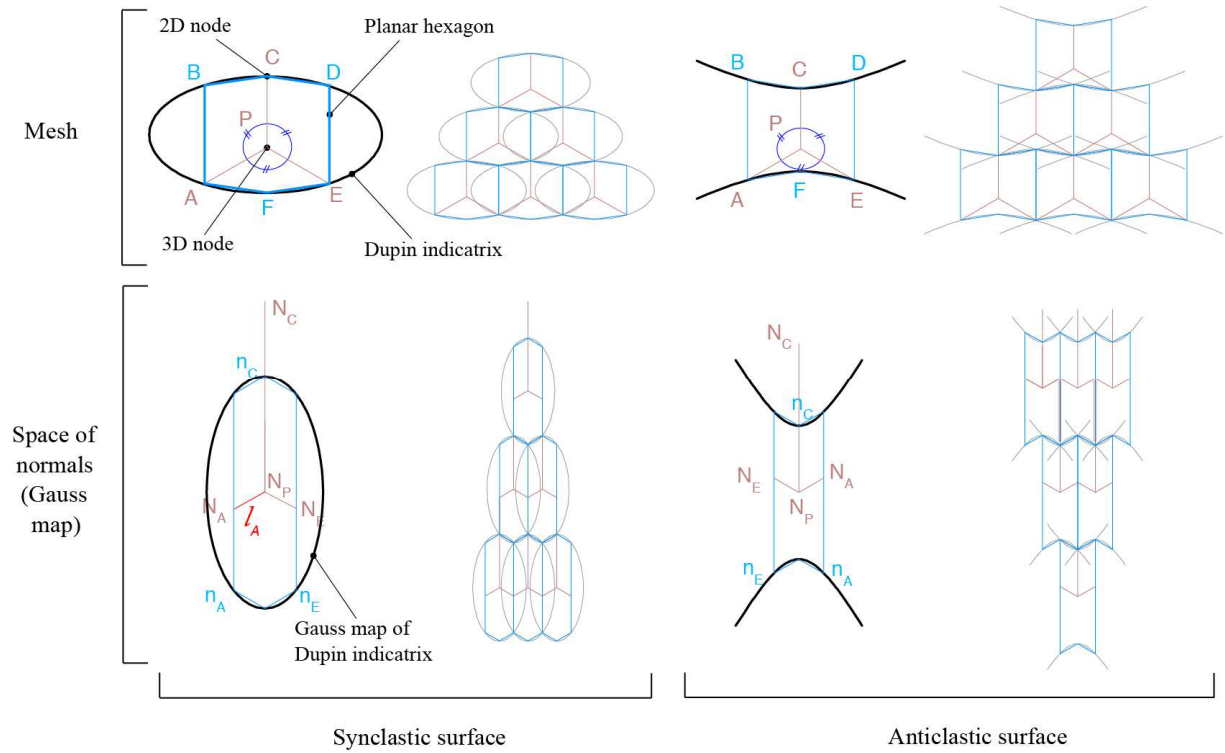 2D node
Planar hexagon
C
B
D
P
A
E
F
3D node
Dupin indicatrix
B
D
C
P
A
F
E
Mesh
N_C
n_C
N_P
N_A
N_E
l_A
n_A
n_E
Gauss map of
Dupin indicatrix
N_C
n_C
N_E
N_A
N_P
n_E
n_A
Space of
normals
(Gauss
map)
Synclastic surface
Anticlastic surface